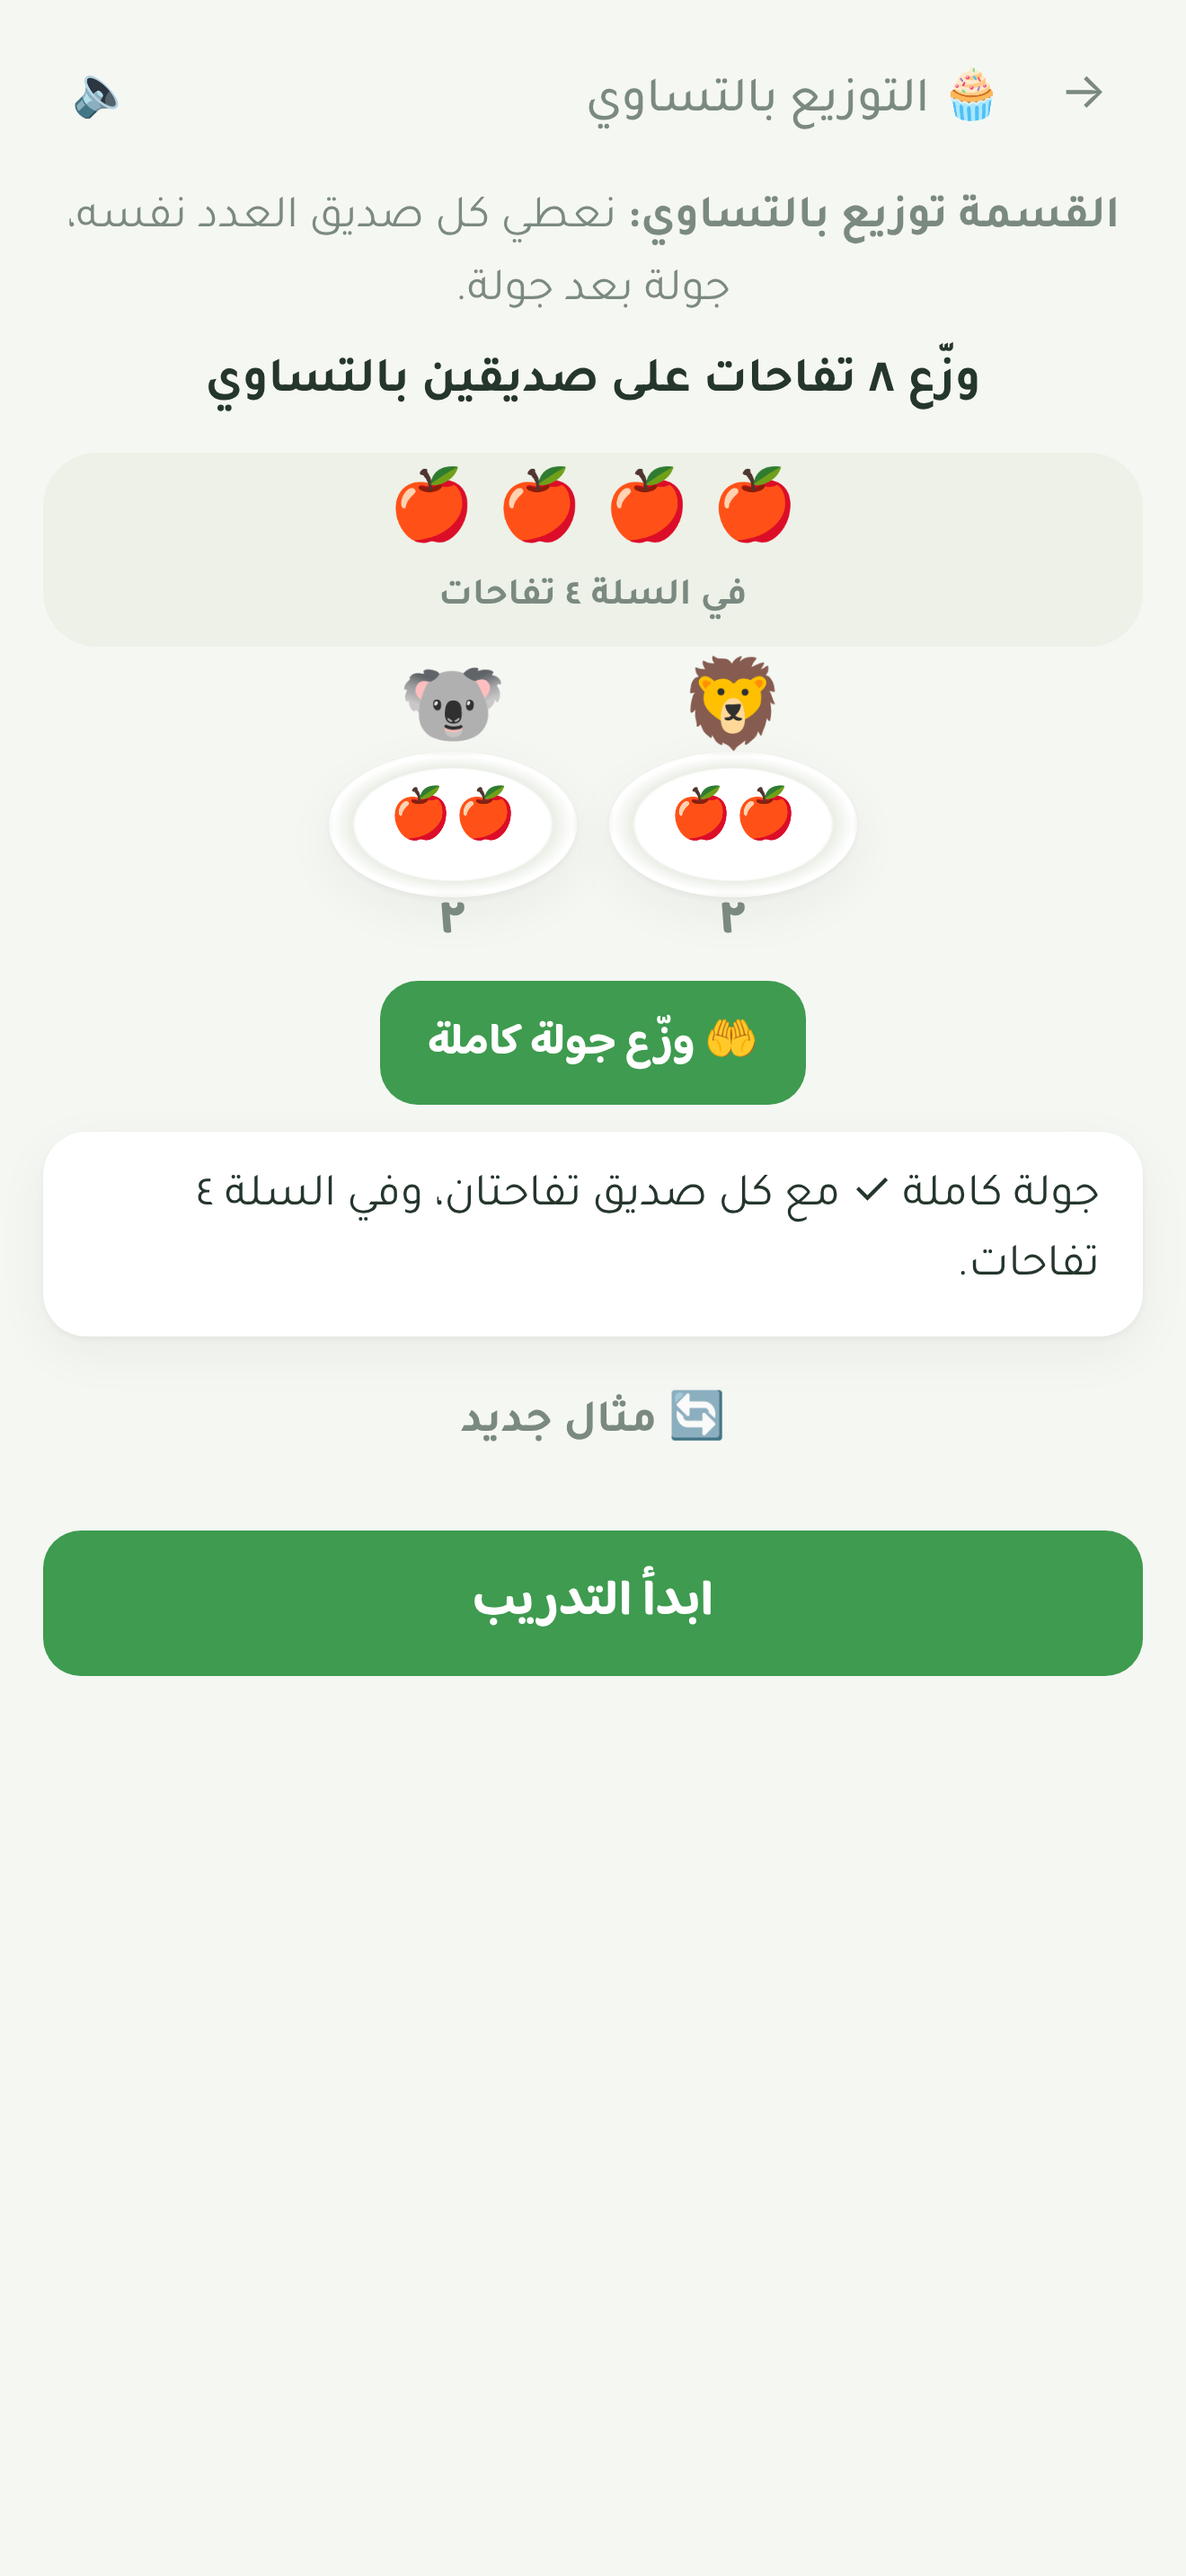 التوزيع بالتساوي
القسمة توزيع بالتساوي: نعطي كل صديق العدد نفسه،
جولة بعد جولة.
وزّع ٨ تفاحات على صديقين بالتساوي
في السلة ٤ تفاحات
٢
٢
وزّع جولة كاملة
جولة كاملة ✓ مع كل صديق تفاحتان، وفي السلة ٤
تفاحات.
مثال جديد
ابدأ التدريب